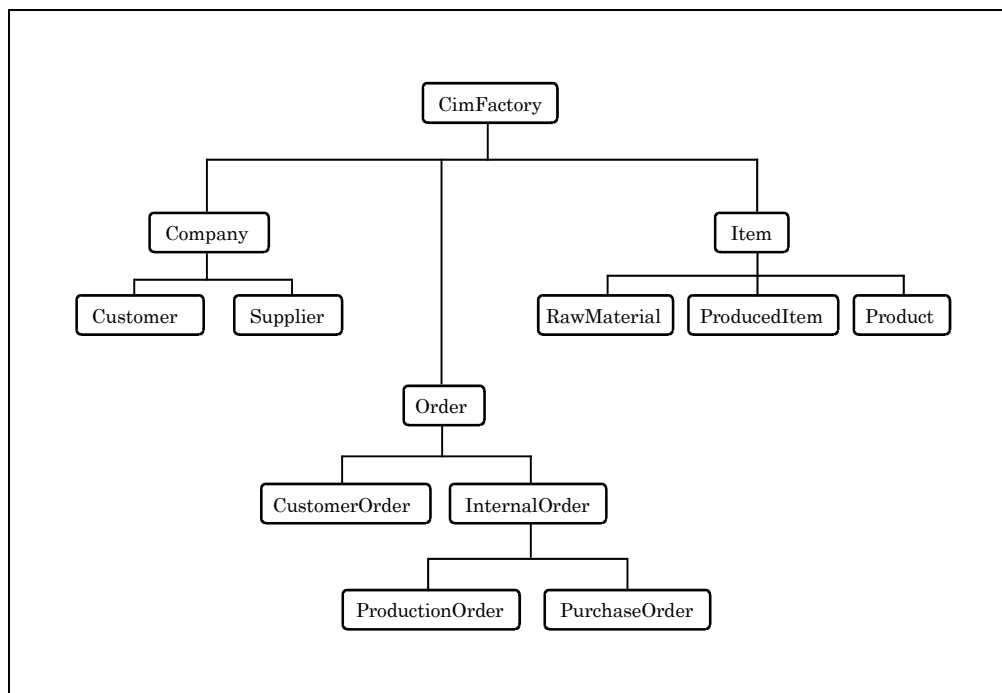 CimFactory
Company
Item
Customer
Supplier
RawMaterial
ProducedItem
Product
Order
CustomerOrder
InternalOrder
ProductionOrder
PurchaseOrder